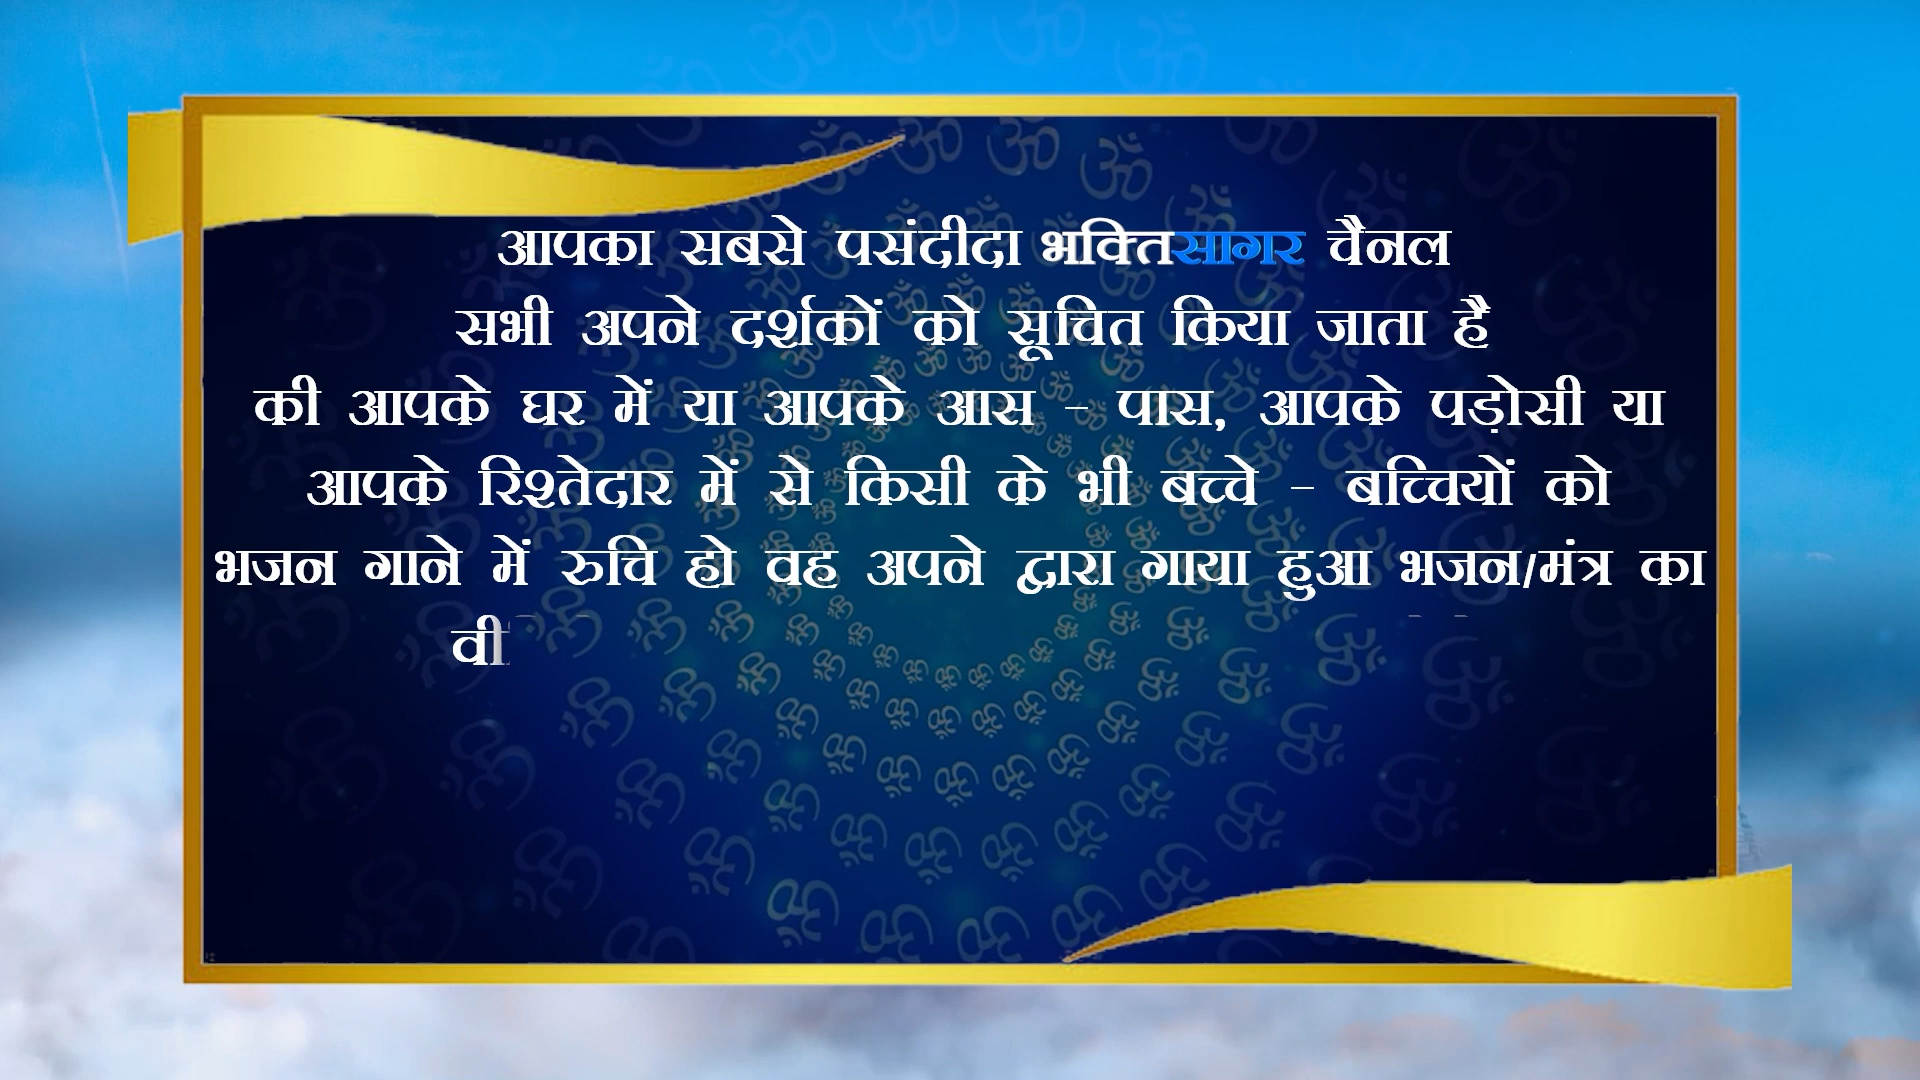 आपका सबसे पसंदीदा भक्तिसागर चैनल
सभी अपने दर्शकों को सूचित किया जाता है
की आपके घर में या आपके आस - पास, आपके पड़ोसी या
आपके रिश्तेदार में से किसी के भी बच्चे - बच्चियों को
भजन गाने में रुचि हो वह अपने द्वारा गाया हुआ भजन/मंत्र का